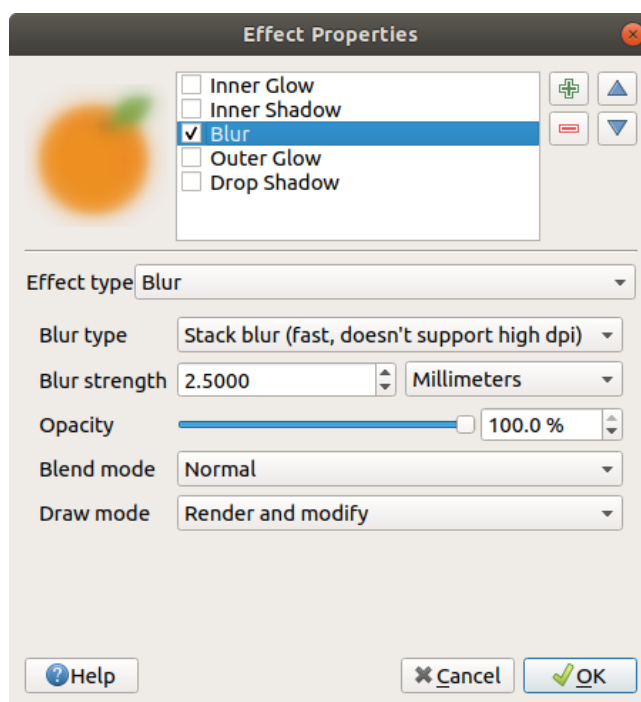 Effect Properties
Inner Glow
Inner Shadow
Blur
Outer Glow
Drop Shadow
Effect type Blur
Blur type Stack blur (fast, doesn't support high dpi)
Blur strength 2.5000 Millimeters
Opacity 100.0 %
Blend mode Normal
Draw mode Render and modify
Help Cancel OK